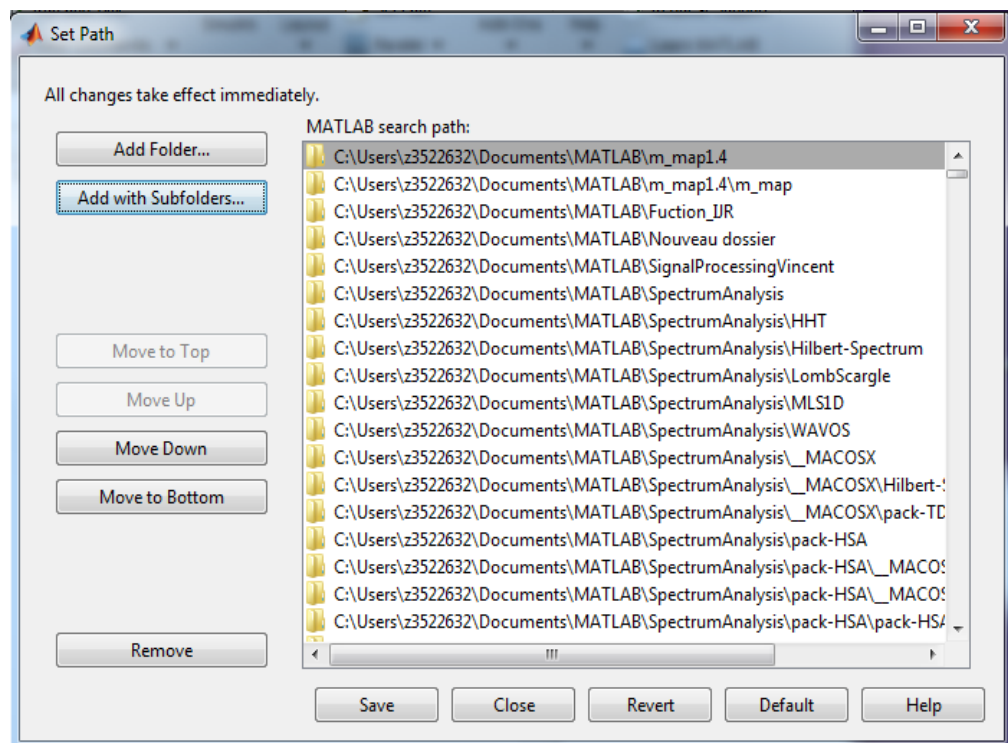 Set Path
All changes take effect immediately.
MATLAB search path:
Add Folder...
Add with Subfolders...
Move to Top
Move Up
Move Down
Move to Bottom
Remove
C:\Users\z3522632\Documents\MATLAB\m_map1.4
C:\Users\z3522632\Documents\MATLAB\m_map1.4\m_map
C:\Users\z3522632\Documents\MATLAB\Fuction_IJR
C:\Users\z3522632\Documents\MATLAB\Nouveau dossier
C:\Users\z3522632\Documents\MATLAB\SignalProcessingVincent
C:\Users\z3522632\Documents\MATLAB\SpectrumAnalysis
C:\Users\z3522632\Documents\MATLAB\SpectrumAnalysis\HHT
C:\Users\z3522632\Documents\MATLAB\SpectrumAnalysis\Hilbert-Spectrum
C:\Users\z3522632\Documents\MATLAB\SpectrumAnalysis\LombScargle
C:\Users\z3522632\Documents\MATLAB\SpectrumAnalysis\MLS1D
C:\Users\z3522632\Documents\MATLAB\SpectrumAnalysis\WAVOS
C:\Users\z3522632\Documents\MATLAB\SpectrumAnalysis\__MACOSX
C:\Users\z3522632\Documents\MATLAB\SpectrumAnalysis\__MACOSX\Hilbert-
C:\Users\z3522632\Documents\MATLAB\SpectrumAnalysis\__MACOSX\pack-TD
C:\Users\z3522632\Documents\MATLAB\SpectrumAnalysis\pack-HSA
C:\Users\z3522632\Documents\MATLAB\SpectrumAnalysis\pack-HSA\__MACOS
C:\Users\z3522632\Documents\MATLAB\SpectrumAnalysis\pack-HSA\__MACOS
C:\Users\z3522632\Documents\MATLAB\SpectrumAnalysis\pack-HSA\pack-HSA
Save
Close
Revert
Default
Help